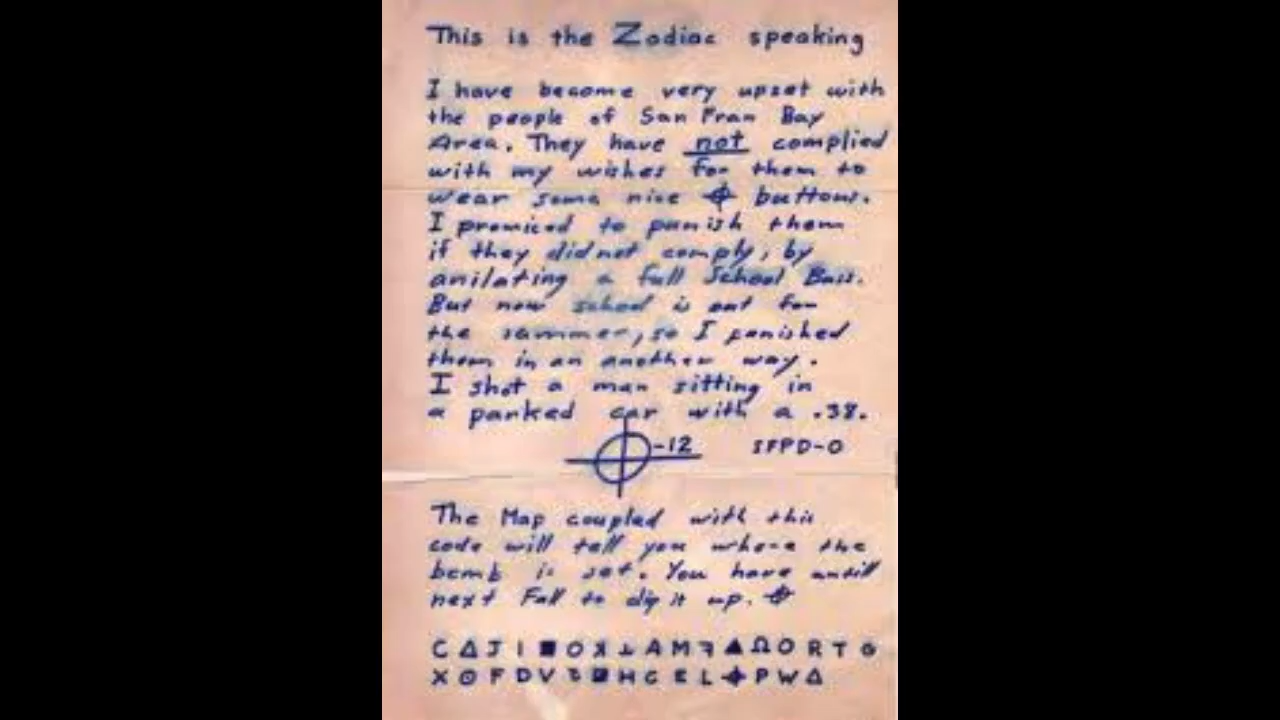 This is the Zodiac speaking
I have become very upset with
the people of San Fran Bay
Area. They have not complied
with my wishes for them to
wear some nice ⌖ buttons.
I promiced to punish them
if they did not comply, by
anilating a full School Buss.
But now school is out for
the summer, so I punished
them in an another way.
I shot a man sitting in
a parked car with a .38.
⌖-12 SFPD-0
The Map coupled with this
code will tell you where the
bomb is set. You have untill
next Fall to dig it up. ⌖
C Δ J I ■ O ꓘ ⊥ A M ꟻ ▲ Ω O R T G
X ⊙ F D V ■ H C E L ⌖ P W Δ